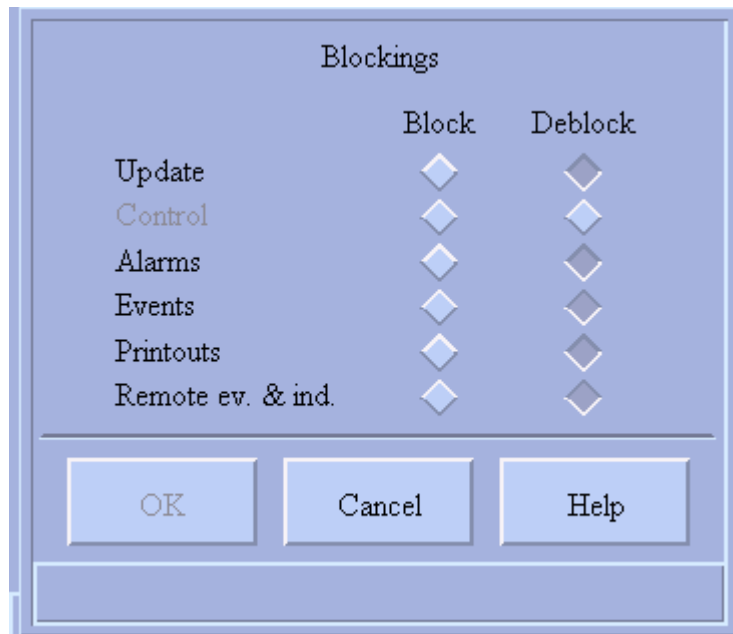 Blockings
Block Deblock
Update
Control
Alarms
Events
Printouts
Remote ev. & ind.
OK Cancel Help